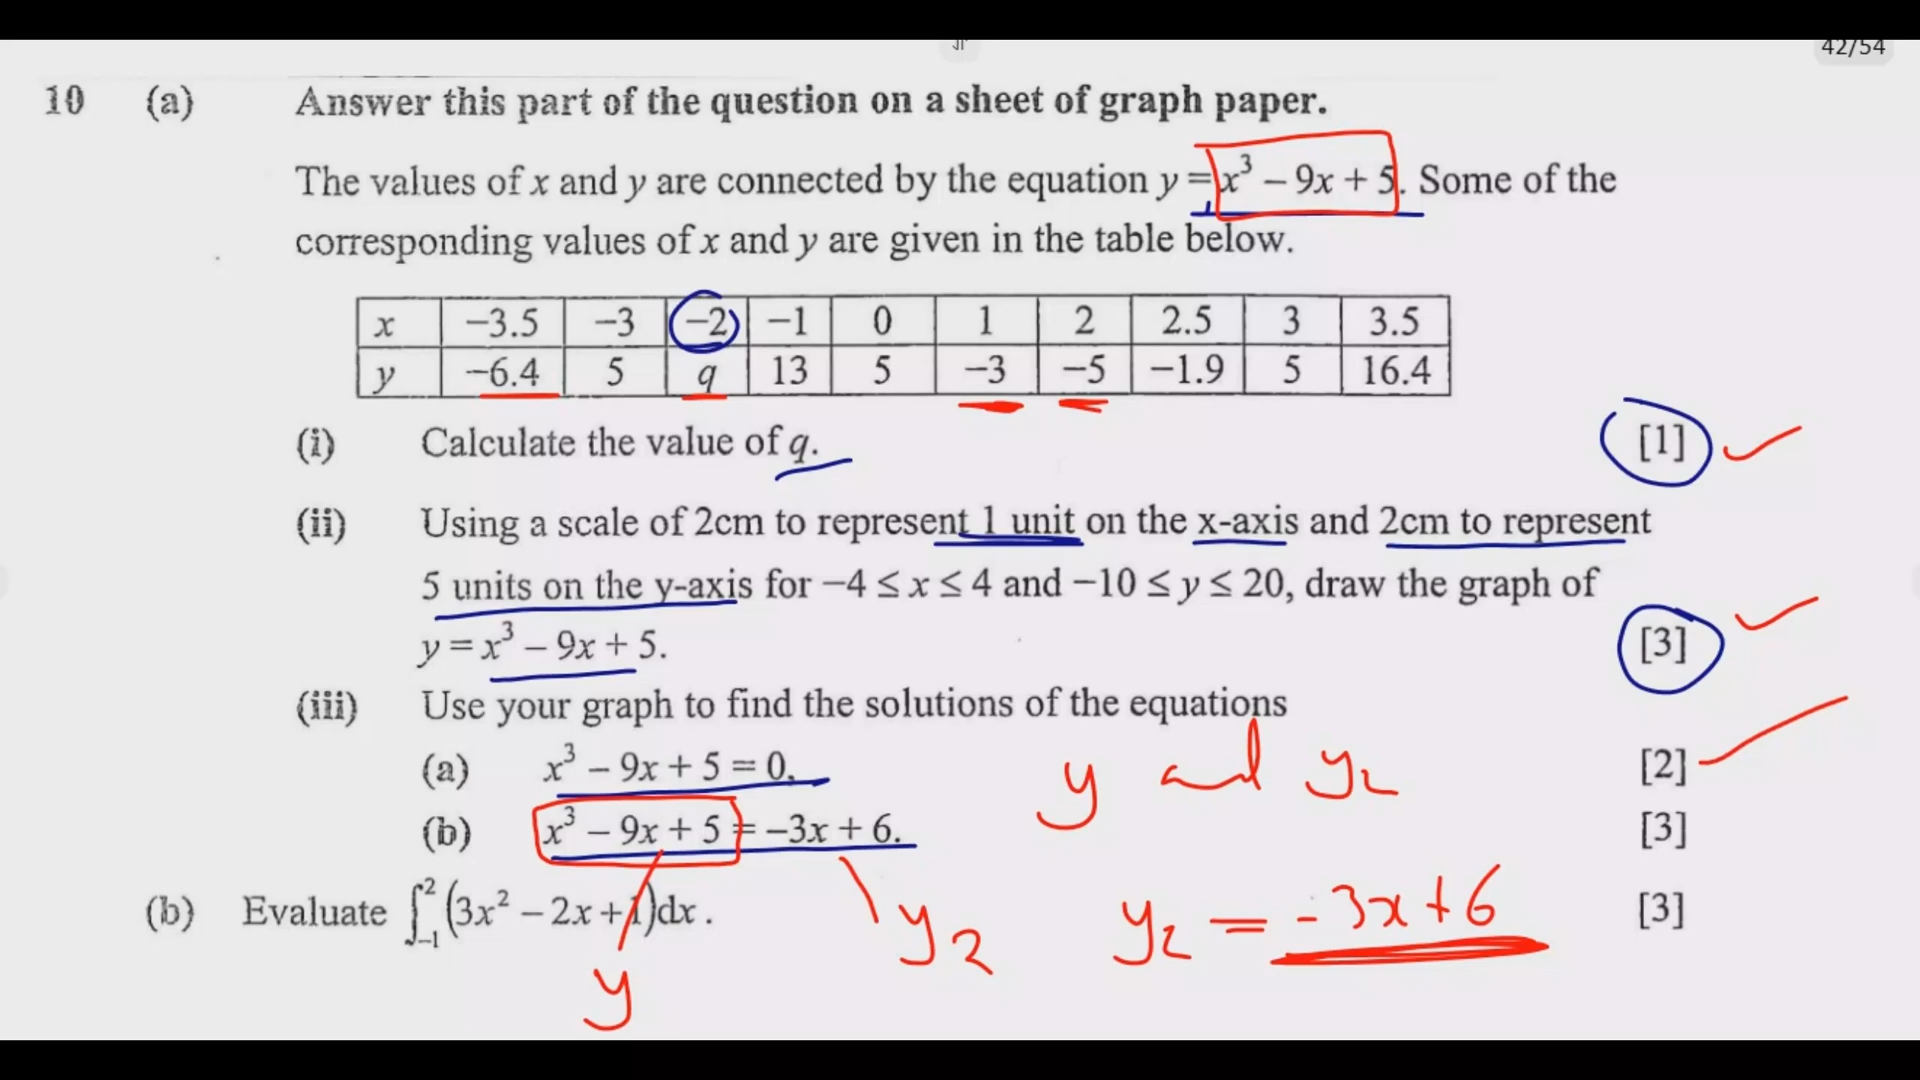 42/54
10 (a) Answer this part of the question on a sheet of graph paper.
The values of x and y are connected by the equation y = x³ – 9x + 5. Some of the
corresponding values of x and y are given in the table below.
x –3.5 –3 –2 –1 0 1 2 2.5 3 3.5
y –6.4 5 q 13 5 –3 –5 –1.9 5 16.4
(i) Calculate the value of q. [1]
(ii) Using a scale of 2cm to represent 1 unit on the x-axis and 2cm to represent
5 units on the y-axis for –4 ≤ x ≤ 4 and –10 ≤ y ≤ 20, draw the graph of
y = x³ – 9x + 5. [3]
(iii) Use your graph to find the solutions of the equations
(a) x³ – 9x + 5 = 0, [2]
y and y₂
(b) x³ – 9x + 5 = –3x + 6. [3]
(b) Evaluate ∫₋₁² (3x² – 2x + 1)dx. [3]
y₂ y₂ = -3x+6
y